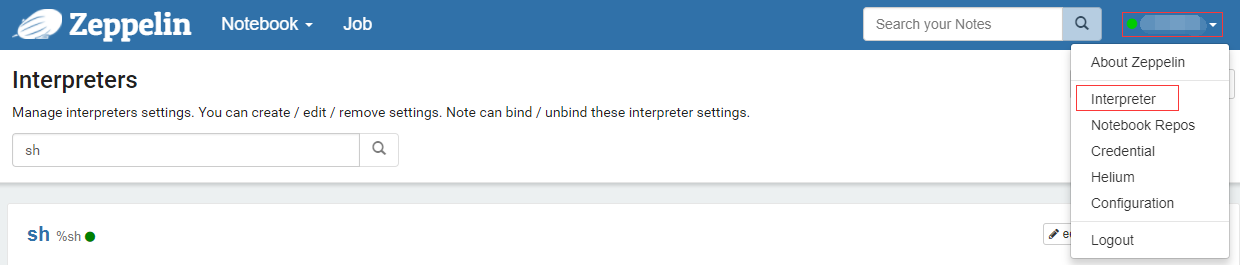 Zeppelin Notebook Job Search your Notes
About Zeppelin
Interpreters
Interpreter
Manage interpreters settings. You can create / edit / remove settings. Note can bind / unbind these interpreter settings.
Notebook Repos
sh
Credential
Helium
Configuration
sh %sh
Logout